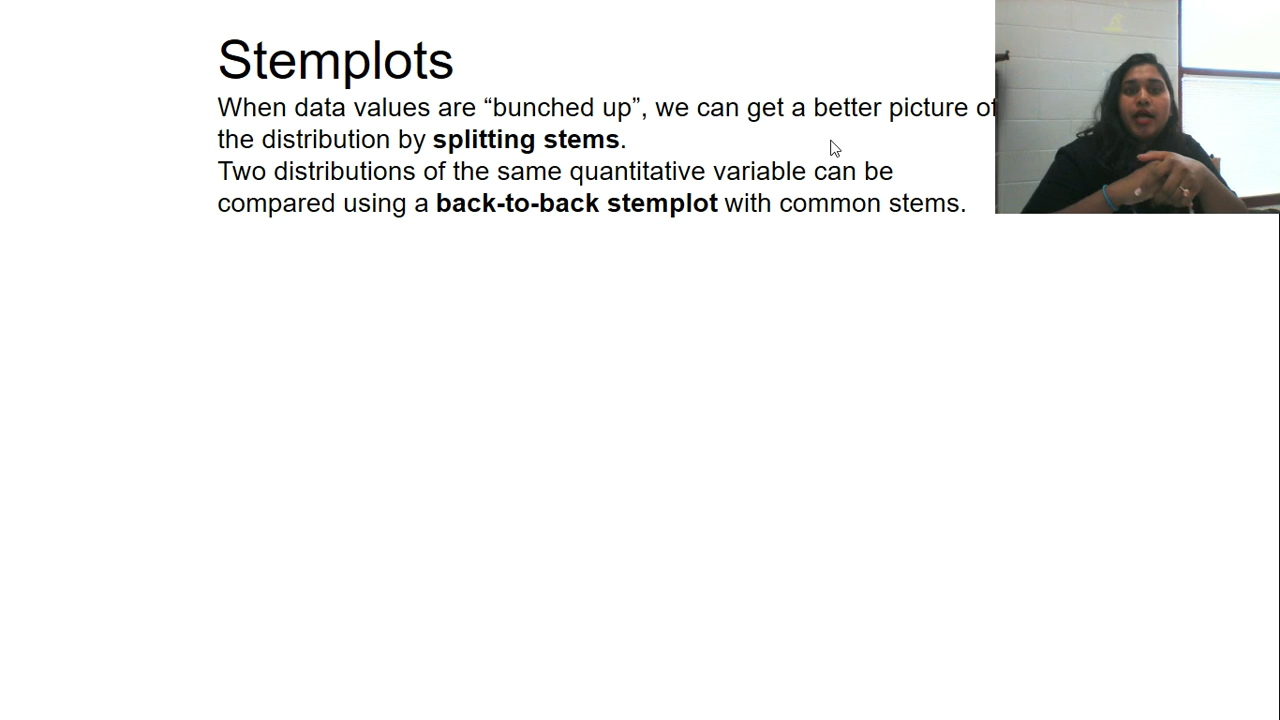 Stemplots
When data values are “bunched up”, we can get a better picture of
the distribution by splitting stems.
Two distributions of the same quantitative variable can be
compared using a back-to-back stemplot with common stems.